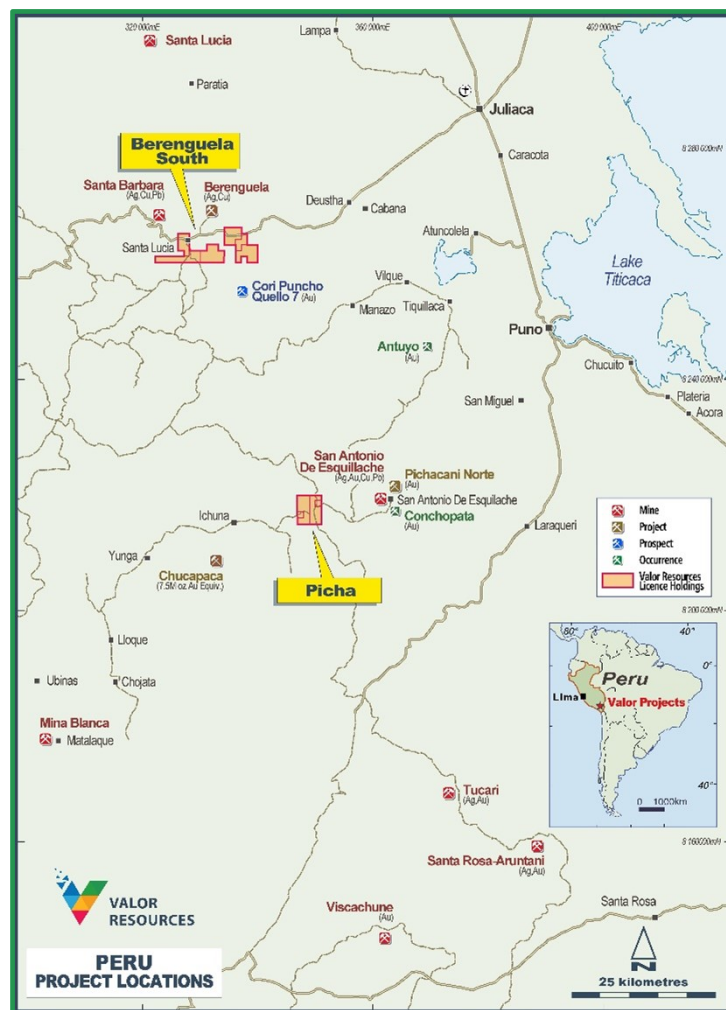 320 000mE
360 000mE
400 000mE
Lampa
Santa Lucia
Paratia
Juliaca
8 280 000mN
Caracota
Berenguela
South
Santa Barbara
(Ag,Cu,Pb)
Berenguela
(Ag,Cu)
Deustha
Cabana
Santa Lucia
Atuncolela
Lake
Titicaca
Vilque
Cori Puncho
Quello 7 (Au)
Manazo
Tiquillaca
Puno
Antuyo
(Au)
Chucuito
8 240 000mN
Plateria
San Miguel
Acora
San Antonio
De Esquillache
(Ag,Au,Cu,Pb)
Pichacani Norte
(Au)
San Antonio De Esquilache
Conchopata
(Au)
Ichuna
Laraqueri
Yunga
Chucapaca
(7.5M oz Au Equiv.)
Picha
Mine
Project
Prospect
Occurrence
Valor Resources
Licence Holdings
8 200 000mN
Lloque
Ubinas
Chojata
80°
40°
0°
Peru
Lima
Valor Projects
40°
0 1000km
Mina Blanca
Matalaque
Tucari
(Ag,Au)
8 160 000mN
Santa Rosa-Aruntani
(Ag,Au)
VALOR
RESOURCES
Viscachune
(Au)
Santa Rosa
PERU
PROJECT LOCATIONS
N
25 kilometres